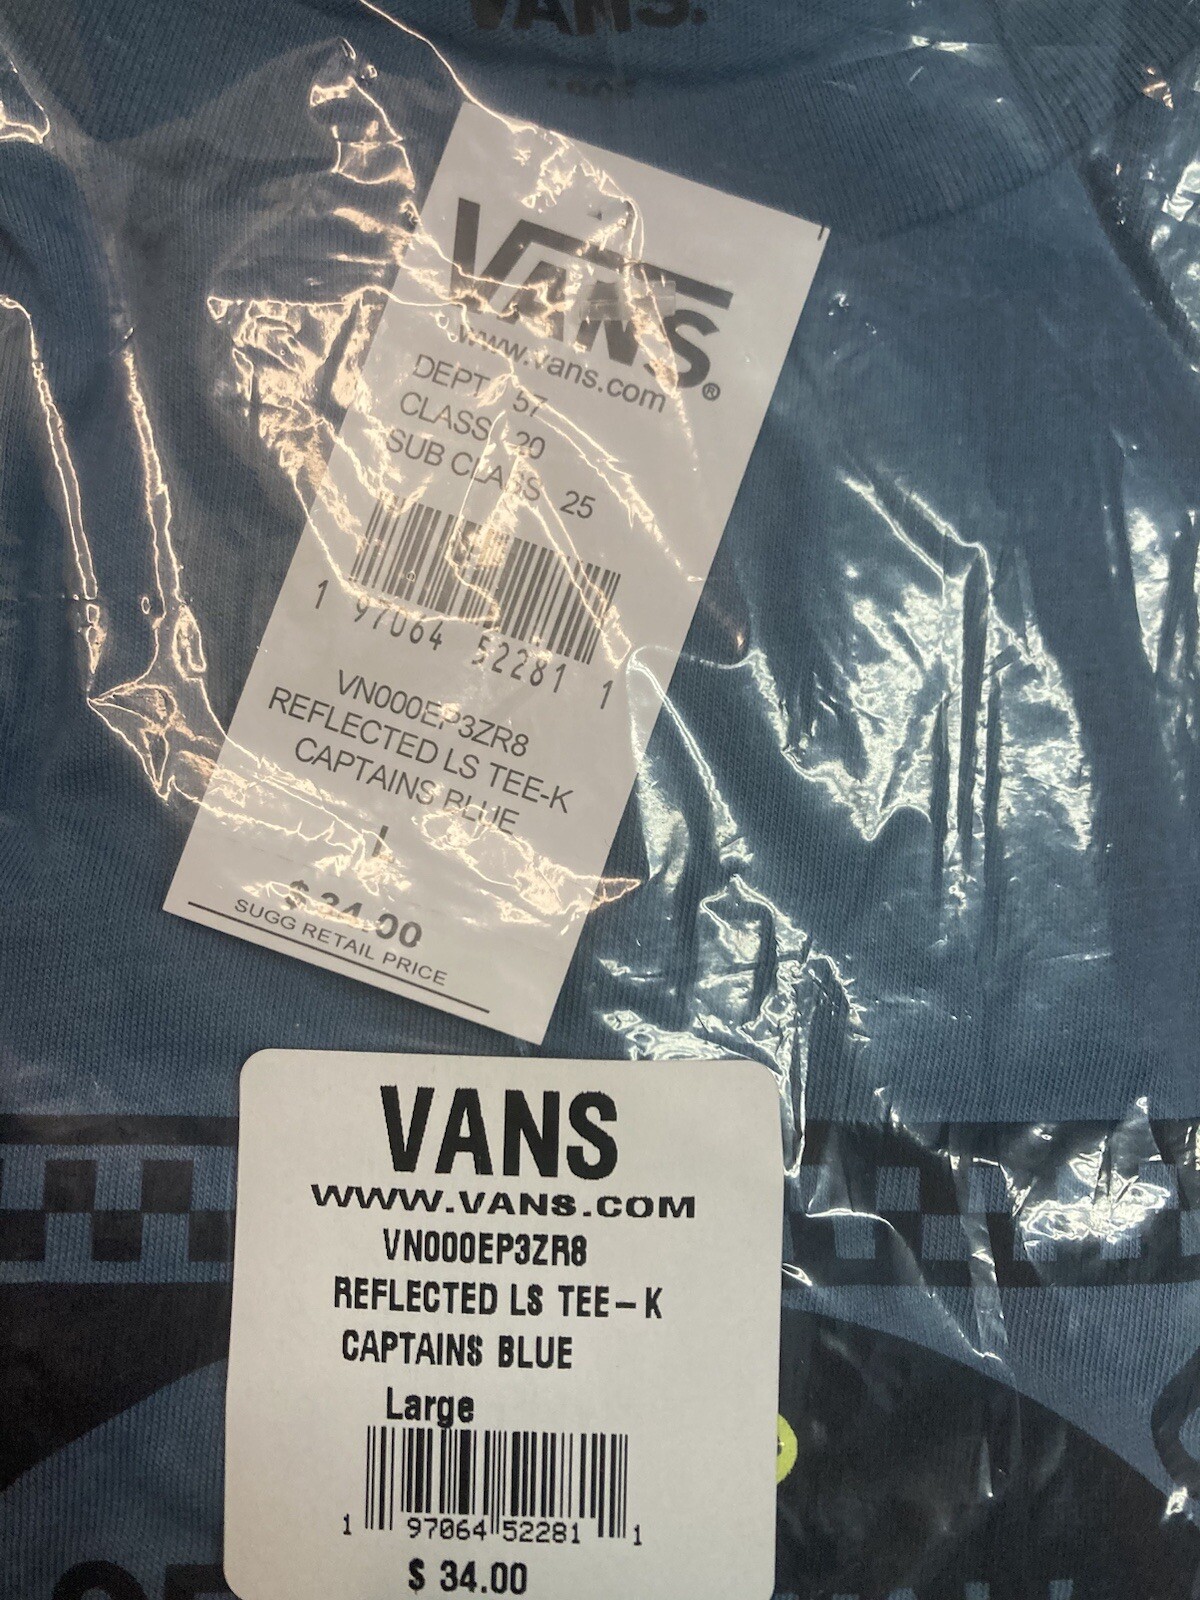 VANS.
VANS®
www.vans.com
DEPT 57
CLASS 20
SUB CLASS 25
1 97064 52281 1
VN000EP3ZR8
REFLECTED LS TEE-K
CAPTAINS BLUE
$ 34.00
SUGG RETAIL PRICE
VANS
WWW.VANS.COM
VN000EP3ZR8
REFLECTED LS TEE-K
CAPTAINS BLUE
Large
1 97064 52281 1
$ 34.00